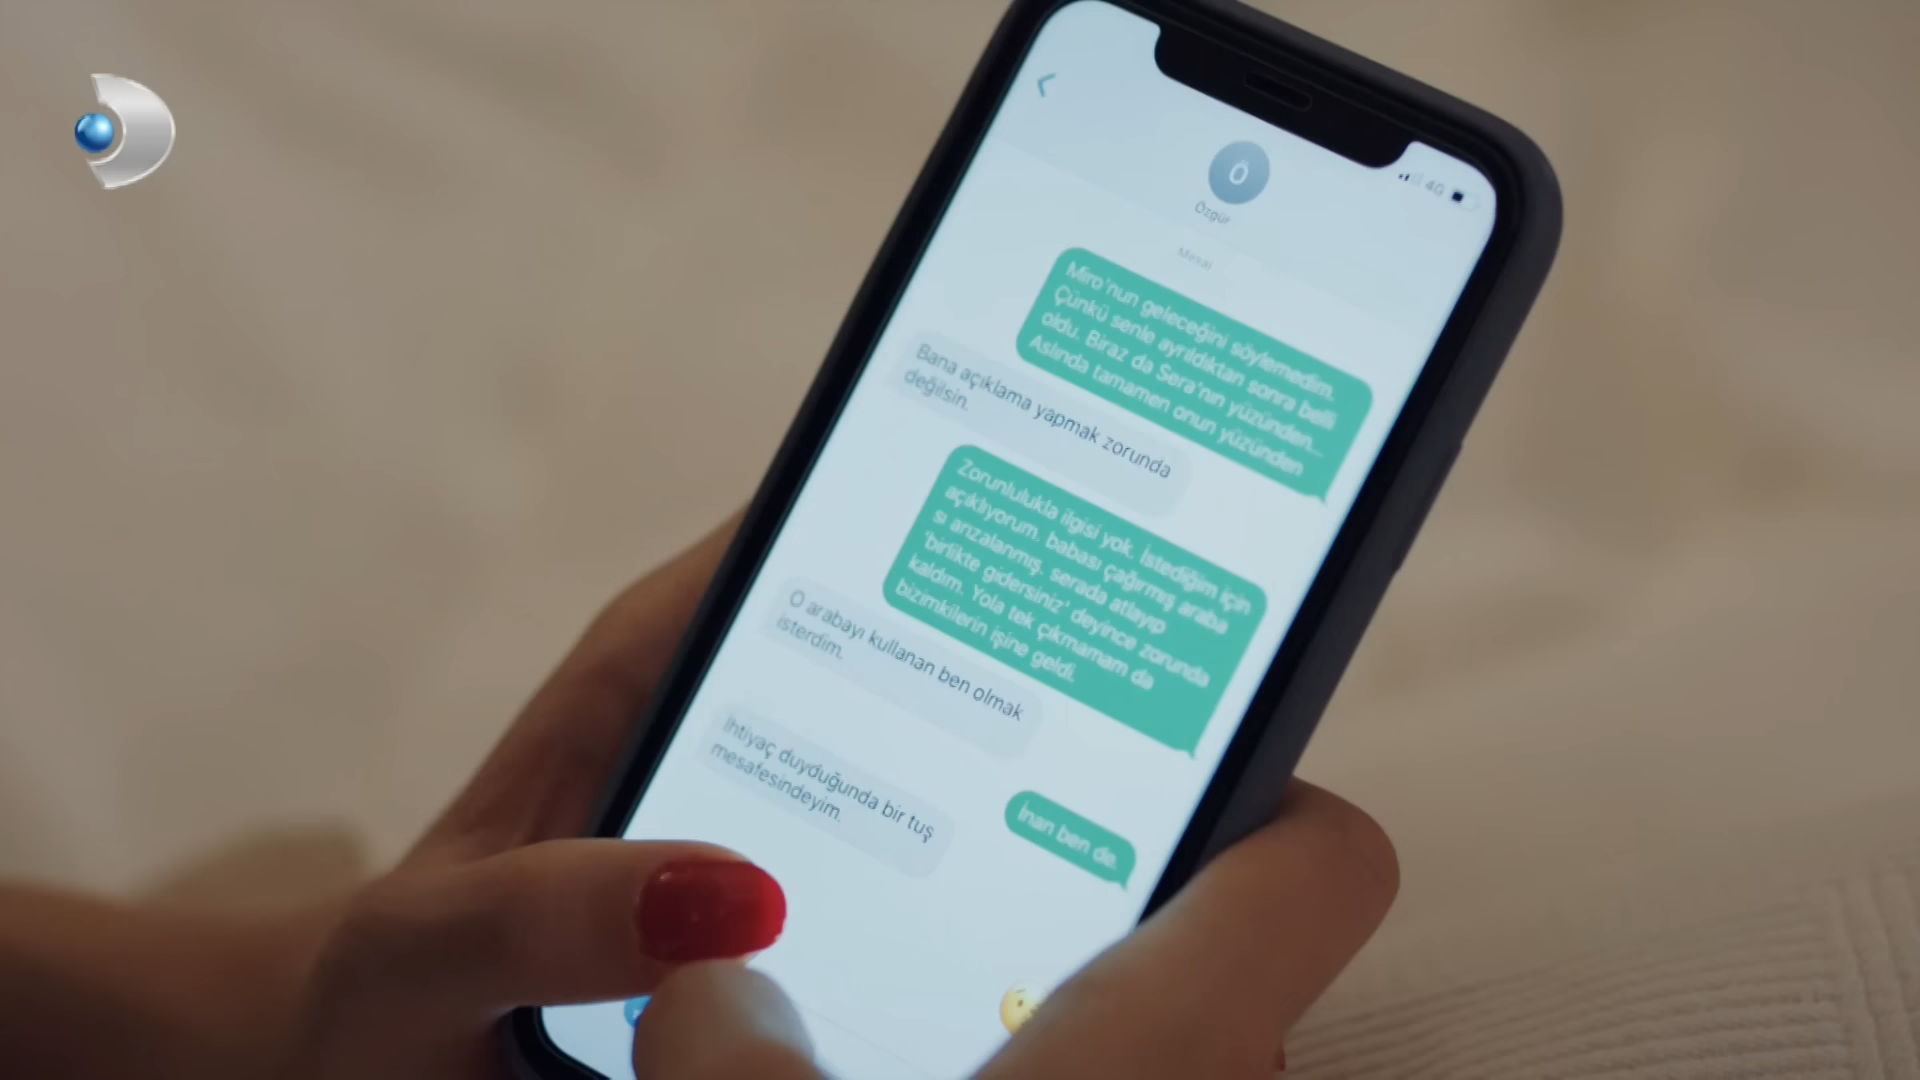 4G
Ö
Özgür
Mesaj
Miro'nun geleceğini söylemedim.
Çünkü senle ayrıldıktan sonra belli
oldu. Biraz da Sera'nın yüzünden...
Aslında tamamen onun yüzünden
Bana açıklama yapmak zorunda
değilsin.
Zorunlulukla ilgisi yok. İstediğim için
açıklıyorum. babası çağırmış araba
sı arızalanmış. serada atlayıp
'birlikte gidersiniz' deyince zorunda
kaldım. Yola tek çıkmamam da
bizimkilerin işine geldi.
O arabayı kullanan ben olmak
isterdim.
İnan ben de.
İhtiyaç duyduğunda bir tuş
mesafesindeyim.